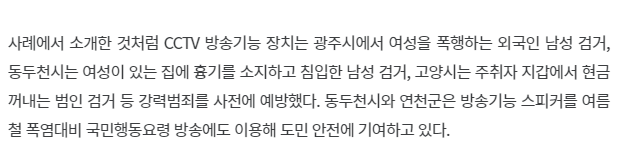 사례에서 소개한 것처럼 CCTV 방송기능 장치는 광주시에서 여성을 폭행하는 외국인 남성 검거,
동두천시는 여성이 있는 집에 흉기를 소지하고 침입한 남성 검거, 고양시는 주취자 지갑에서 현금
꺼내는 범인 검거 등 강력범죄를 사전에 예방했다. 동두천시와 연천군은 방송기능 스피커를 여름
철 폭염대비 국민행동요령 방송에도 이용해 도민 안전에 기여하고 있다.